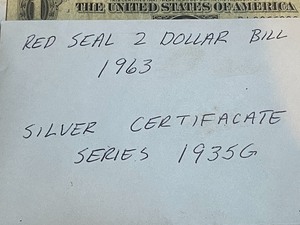 THE UNITED STATES OF AMERICA
RED SEAL 2 DOLLAR BILL
1963
SILVER CERTIFACATE
SERIES 1935G